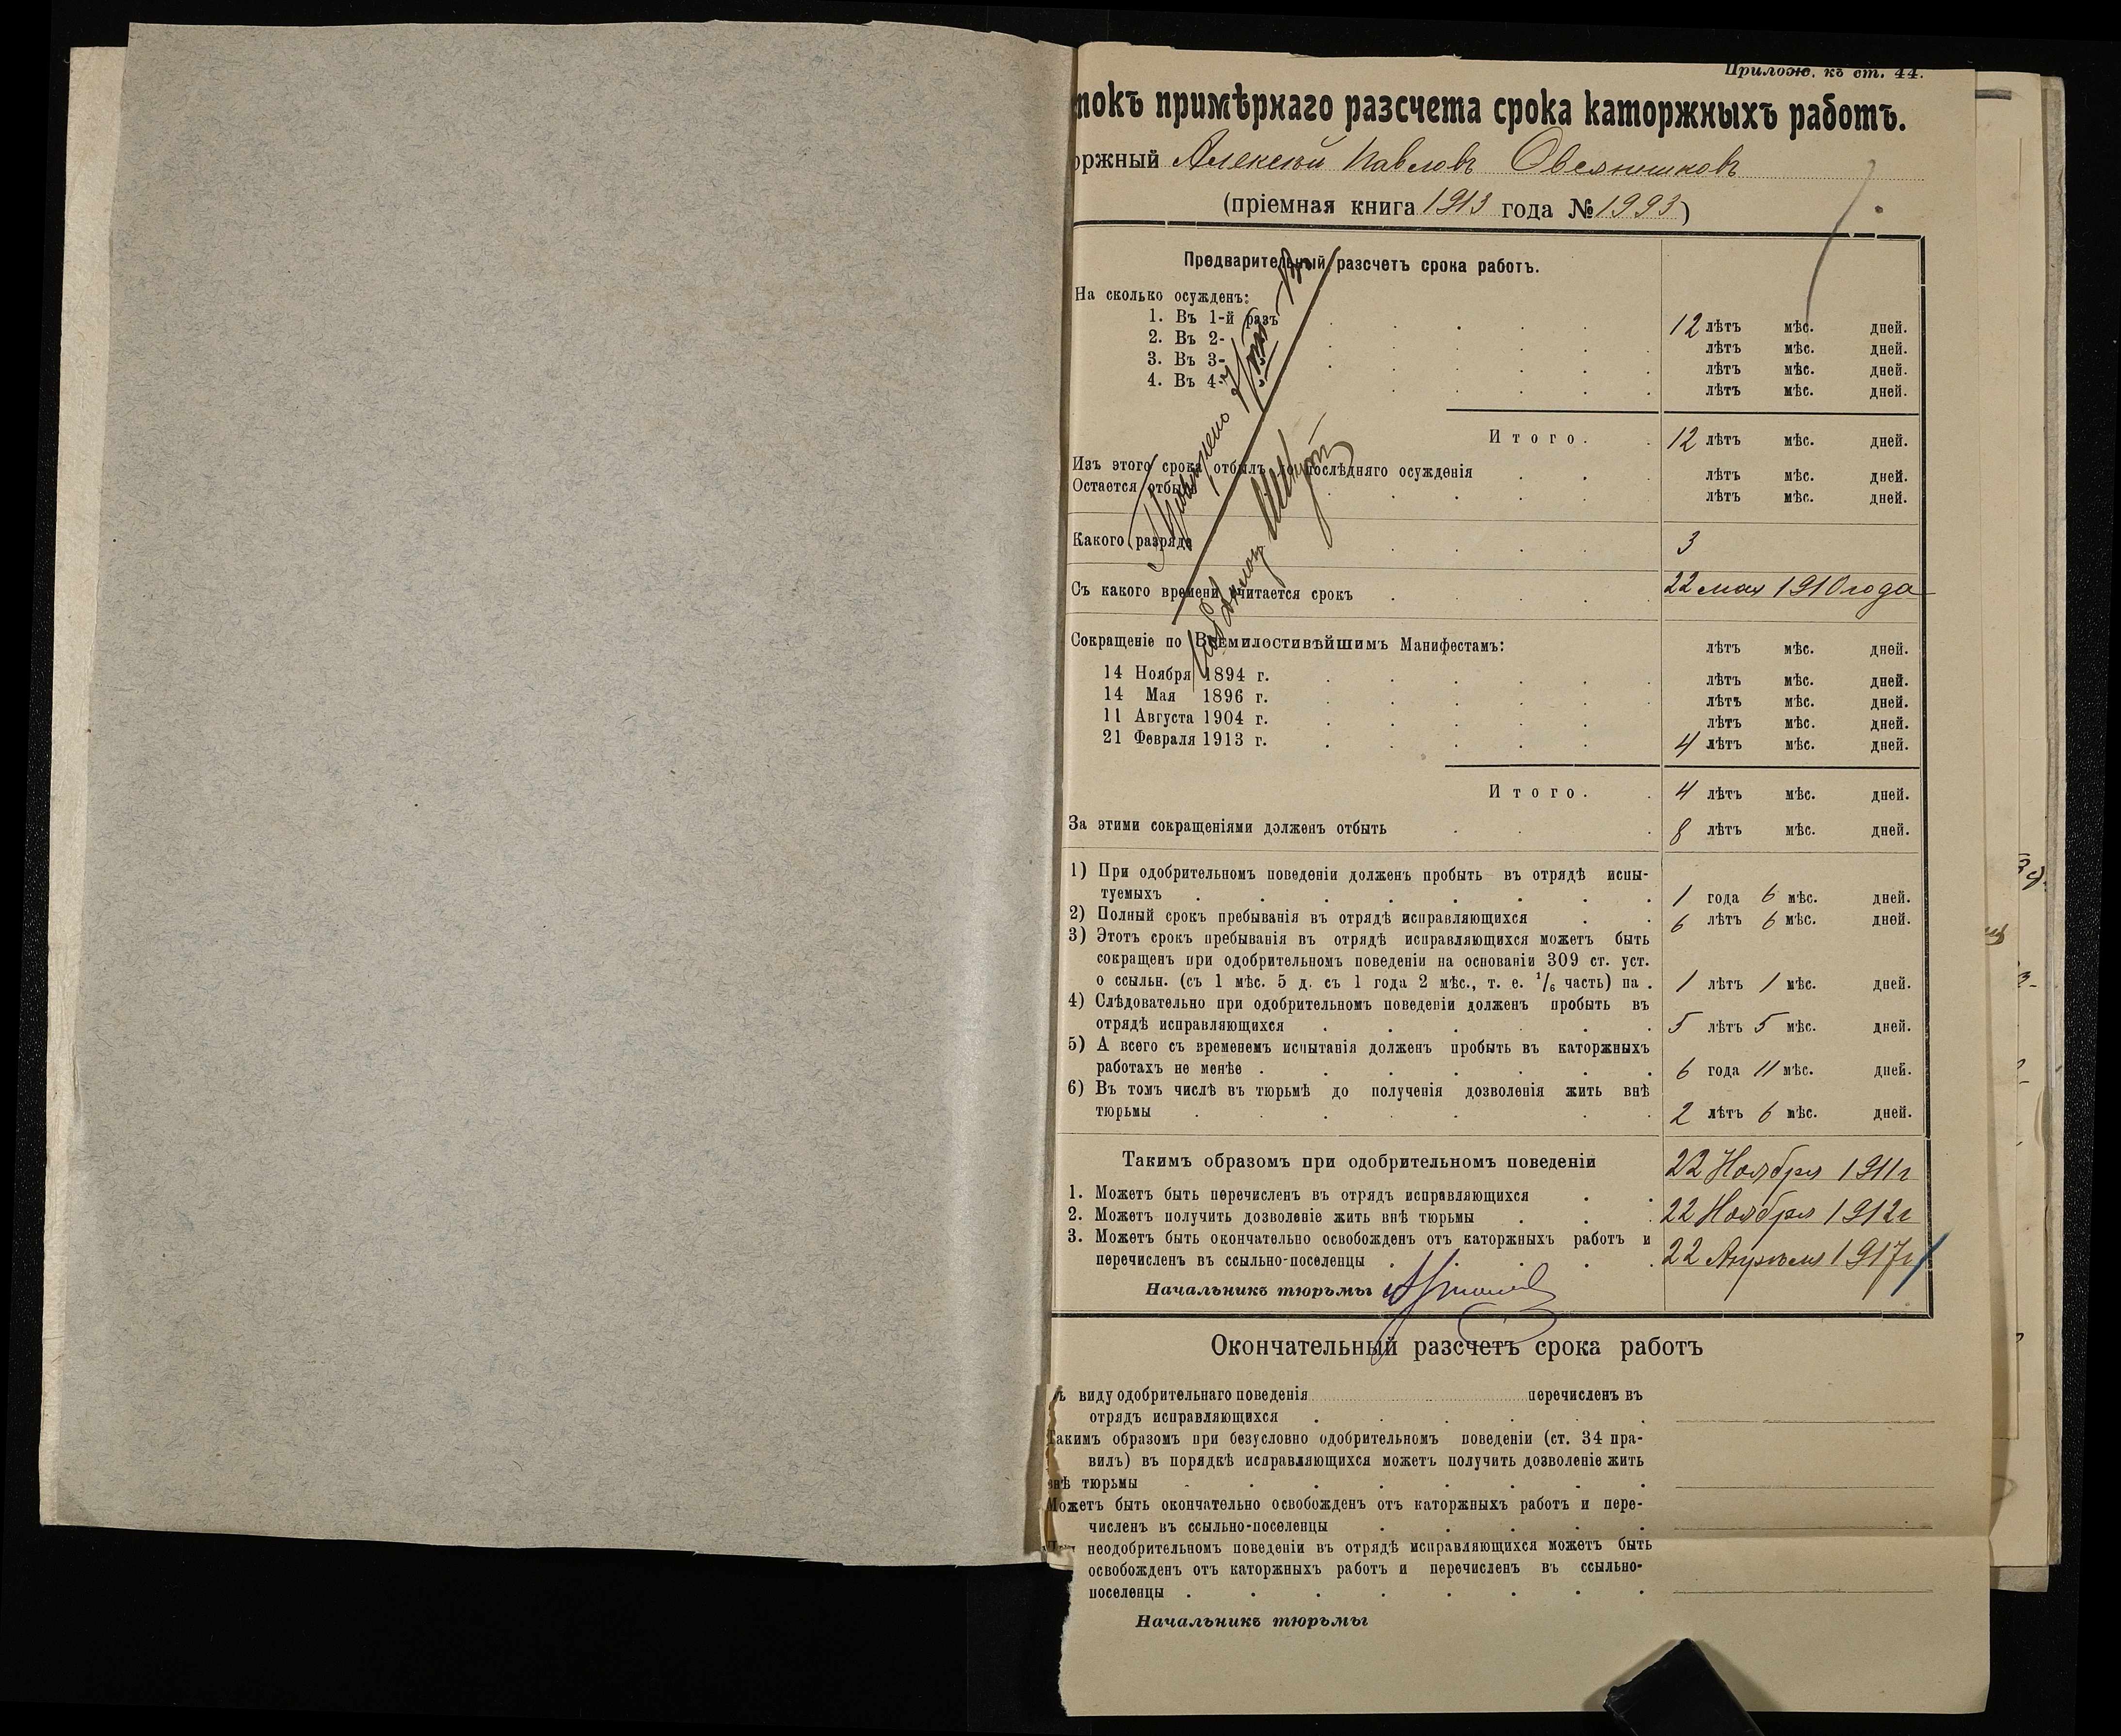 Прилож. къ ст. 44.
токъ примѣрнаго разсчета срока каторжныхъ работъ.
оржный Алексѣй Павловъ Овсянниковъ
(пріемная книга 1913 года № 1993)
Предварительный разсчетъ срока работъ.
На сколько осужденъ:
1. Въ 1-й разъ 12 лѣтъ мѣс. дней.
2. Въ 2- лѣтъ мѣс. дней.
3. Въ 3- лѣтъ мѣс. дней.
4. Въ 4- лѣтъ мѣс. дней.
Итого. 12 лѣтъ мѣс. дней.
Изъ этого срока отбылъ до послѣдняго осужденія лѣтъ мѣс. дней.
Остается отбыть лѣтъ мѣс. дней.
Какого разряда 3
Съ какого времени считается срокъ 22 мая 1910 года
Сокращеніе по Всемилостивѣйшимъ Манифестамъ: лѣтъ мѣс. дней.
14 Ноября 1894 г. лѣтъ мѣс. дней.
14 Мая 1896 г. лѣтъ мѣс. дней.
11 Августа 1904 г. лѣтъ мѣс. дней.
21 Февраля 1913 г. 4 лѣтъ мѣс. дней.
Итого. 4 лѣтъ мѣс. дней.
За этими сокращеніями долженъ отбыть 8 лѣтъ мѣс. дней.
1) При одобрительномъ поведеніи долженъ пробыть въ отрядѣ испы-
туемыхъ 1 года 6 мѣс. дней.
2) Полный срокъ пребыванія въ отрядѣ исправляющихся 6 лѣтъ 6 мѣс. дней.
3) Этотъ срокъ пребыванія въ отрядѣ исправляющихся можетъ быть
сокращенъ при одобрительномъ поведеніи на основаніи 309 ст. уст.
о ссыльн. (съ 1 мѣс. 5 д. съ 1 года 2 мѣс., т. е. 1/6 часть) на . 1 лѣтъ 1 мѣс. дней.
4) Слѣдовательно при одобрительномъ поведеніи долженъ пробыть въ
отрядѣ исправляющихся 5 лѣтъ 5 мѣс. дней.
5) А всего съ временемъ испытанія долженъ пробыть въ каторжныхъ
работахъ не менѣе . 6 года 11 мѣс. дней.
6) Въ томъ числѣ въ тюрьмѣ до полученія дозволенія жить внѣ
тюрьмы 2 лѣтъ 6 мѣс. дней.
Такимъ образомъ при одобрительномъ поведеніи
1. Можетъ быть перечисленъ въ отрядъ исправляющихся 22 Ноября 1911 г
2. Можетъ получить дозволеніе жить внѣ тюрьмы 22 Ноября 1912 г
3. Можетъ быть окончательно освобожденъ отъ каторжныхъ работъ и
перечисленъ въ ссыльно-поселенцы 22 Апрѣля 1917 г
Начальникъ тюрьмы
Окончательный разсчетъ срока работъ
ъ виду одобрительнаго поведенія перечисленъ въ
отрядъ исправляющихся
Такимъ образомъ при безусловно одобрительномъ поведеніи (ст. 34 пра-
вилъ) въ порядкѣ исправляющихся можетъ получить дозволеніе жить
внѣ тюрьмы
Можетъ быть окончательно освобожденъ отъ каторжныхъ работъ и пере-
численъ въ ссыльно-поселенцы
При неодобрительномъ поведеніи въ отрядѣ исправляющихся можетъ быть
освобожденъ отъ каторжныхъ работъ и перечисленъ въ ссыльно-
поселенцы .
Начальникъ тюрьмы